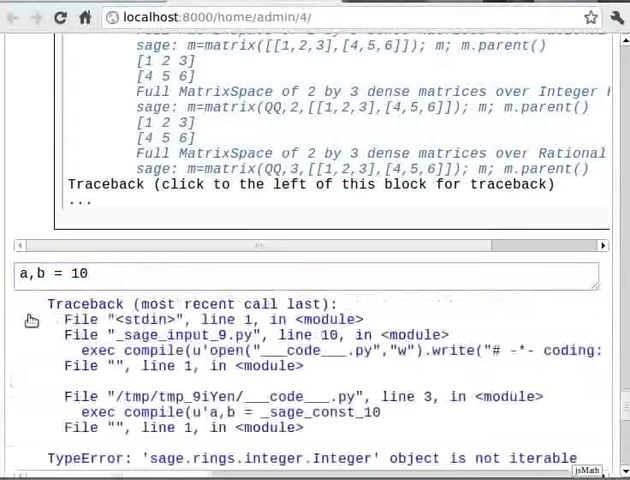 localhost:8000/home/admin/4/
sage: m=matrix([[1,2,3],[4,5,6]]); m; m.parent()
[1 2 3]
[4 5 6]
Full MatrixSpace of 2 by 3 dense matrices over Integer
sage: m=matrix(QQ,2,[[1,2,3],[4,5,6]]); m; m.parent()
[1 2 3]
[4 5 6]
Full MatrixSpace of 2 by 3 dense matrices over Rational
sage: m=matrix(QQ,3,[[1,2,3],[4,5,6]]); m; m.parent()
Traceback (click to the left of this block for traceback)
...
a,b = 10
Traceback (most recent call last):
File "<stdin>", line 1, in <module>
File "_sage_input_9.py", line 10, in <module>
exec compile(u'open("___code___.py","w").write("# -*- coding:
File "", line 1, in <module>
File "/tmp/tmp_9iYen/___code___.py", line 3, in <module>
exec compile(u'a,b = _sage_const_10
File "", line 1, in <module>
TypeError: 'sage.rings.integer.Integer' object is not iterable
jsMath